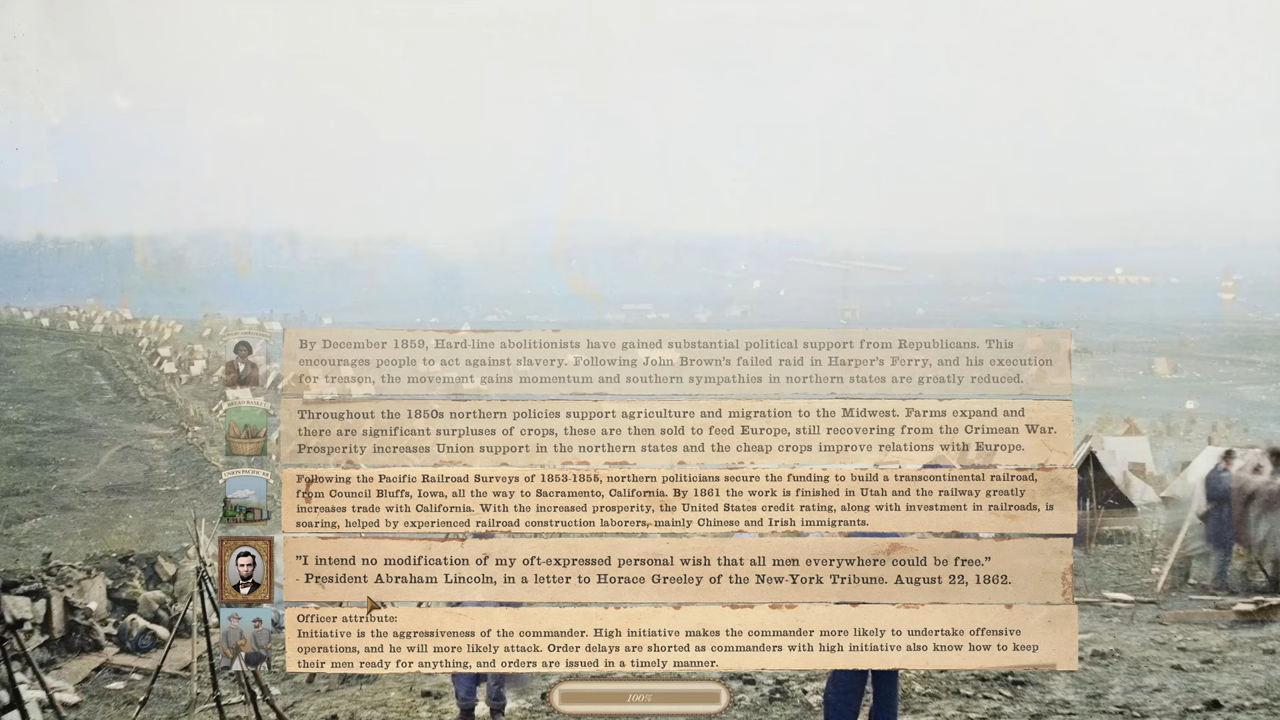 By December 1859, Hard-line abolitionists have gained substantial political support from Republicans. This
encourages people to act against slavery. Following John Brown's failed raid in Harper's Ferry, and his execution
for treason, the movement gains momentum and southern sympathies in northern states are greatly reduced.
BREAD BASKET
Throughout the 1850s northern policies support agriculture and migration to the Midwest. Farms expand and
there are significant surpluses of crops, these are then sold to feed Europe, still recovering from the Crimean War.
Prosperity increases Union support in the northern states and the cheap crops improve relations with Europe.
UNION PACIFIC RR
Following the Pacific Railroad Surveys of 1853-1855, northern politicians secure the funding to build a transcontinental railroad,
from Council Bluffs, Iowa, all the way to Sacramento, California. By 1861 the work is finished in Utah and the railway greatly
increases trade with California. With the increased prosperity, the United States credit rating, along with investment in railroads, is
soaring, helped by experienced railroad construction laborers, mainly Chinese and Irish immigrants.
"I intend no modification of my oft-expressed personal wish that all men everywhere could be free."
- President Abraham Lincoln, in a letter to Horace Greeley of the New-York Tribune. August 22, 1862.
Officer attribute:
Initiative is the aggressiveness of the commander. High initiative makes the commander more likely to undertake offensive
operations, and he will more likely attack. Order delays are shorted as commanders with high initiative also know how to keep
their men ready for anything, and orders are issued in a timely manner.
100%